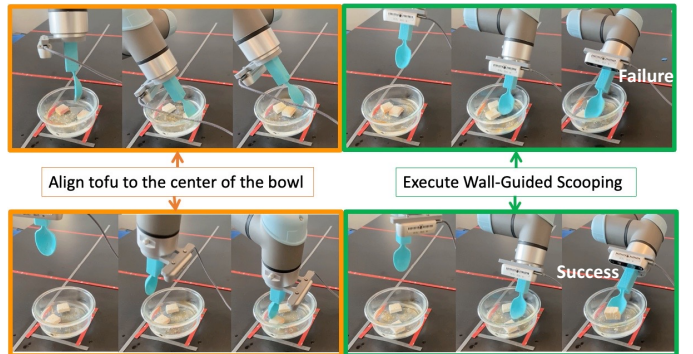 Failure
Align tofu to the center of the bowl
Execute Wall-Guided Scooping
Success